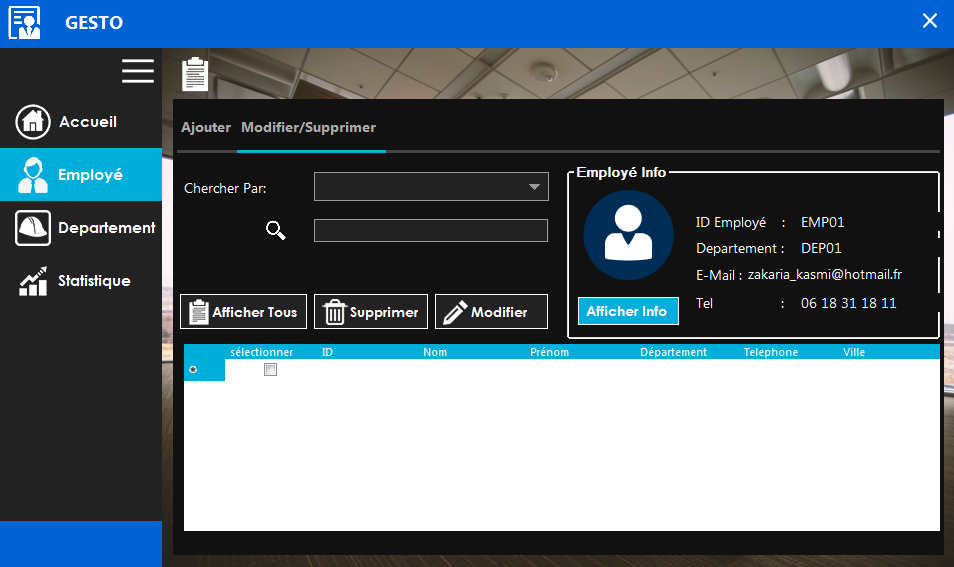 GESTO
Accueil
Employé
Departement
Statistique
Ajouter Modifier/Supprimer
Chercher Par:
Afficher Tous Supprimer Modifier
Employé Info
ID Employé : EMP01
Departement : DEP01
E-Mail : zakaria_kasmi@hotmail.fr
Tel : 06 18 31 18 11
Afficher Info
sélectionner ID Nom Prénom Département Telephone Ville